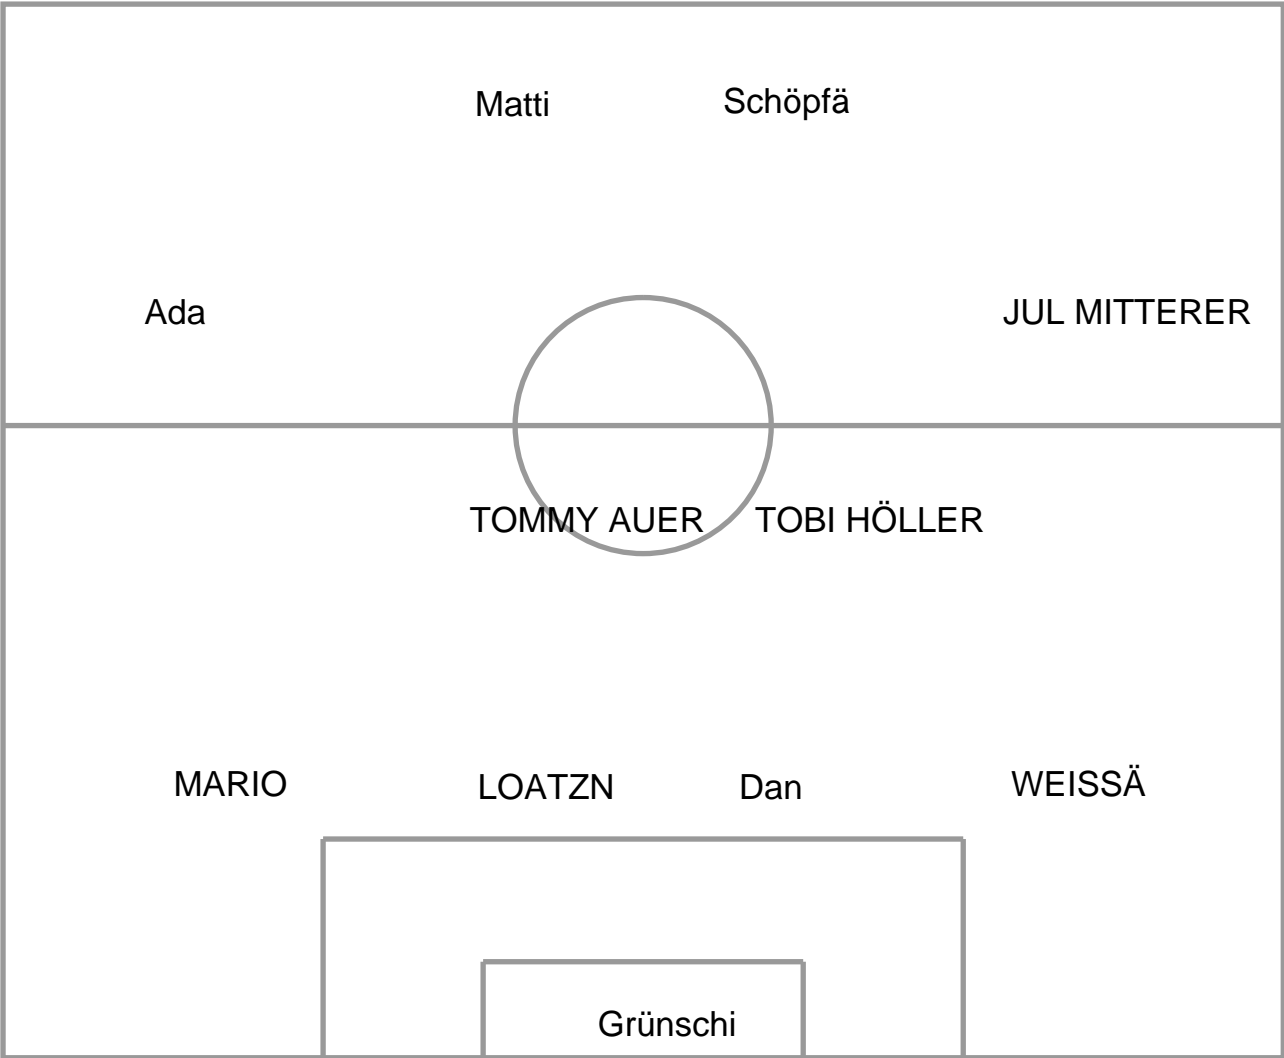 Matti Schöpfä
Ada JUL MITTERER
TOMMY AUER TOBI HÖLLER
MARIO LOATZN Dan WEISSÄ
Grünschi